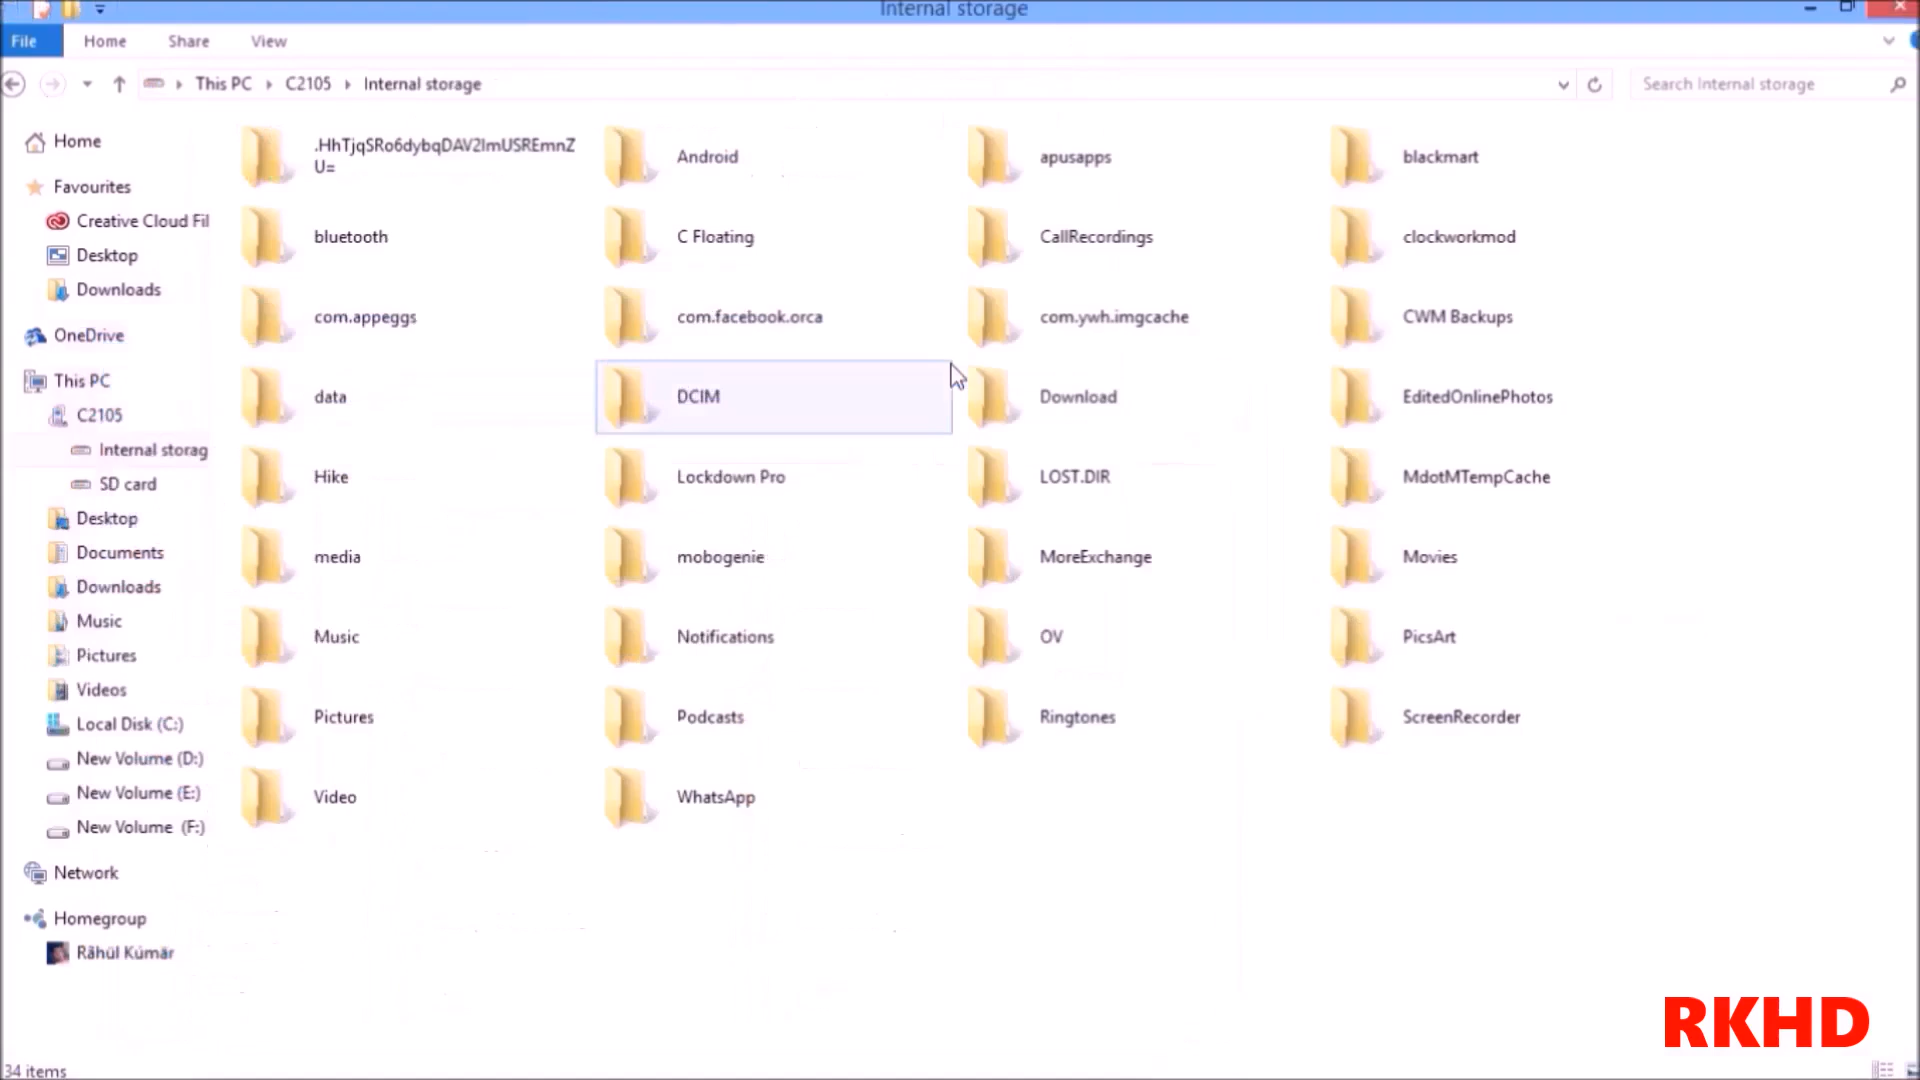 Internal storage
File Home Share View
This PC C2105 Internal storage Search Internal storage
Home
Favourites
Creative Cloud Fil
Desktop
Downloads
OneDrive
This PC
C2105
Internal storag
SD card
Desktop
Documents
Downloads
Music
Pictures
Videos
Local Disk (C:)
New Volume (D:)
New Volume (E:)
New Volume (F:)
Network
Homegroup
Râhül Kúmär
.HhTjqSRo6dybqDAV2ImUSREmnZ
U=
Android
apusapps
blackmart
bluetooth
C Floating
CallRecordings
clockworkmod
com.appeggs
com.facebook.orca
com.ywh.imgcache
CWM Backups
data
DCIM
Download
EditedOnlinePhotos
Hike
Lockdown Pro
LOST.DIR
MdotMTempCache
media
mobogenie
MoreExchange
Movies
Music
Notifications
OV
PicsArt
Pictures
Podcasts
Ringtones
ScreenRecorder
Video
WhatsApp
RKHD
34 items